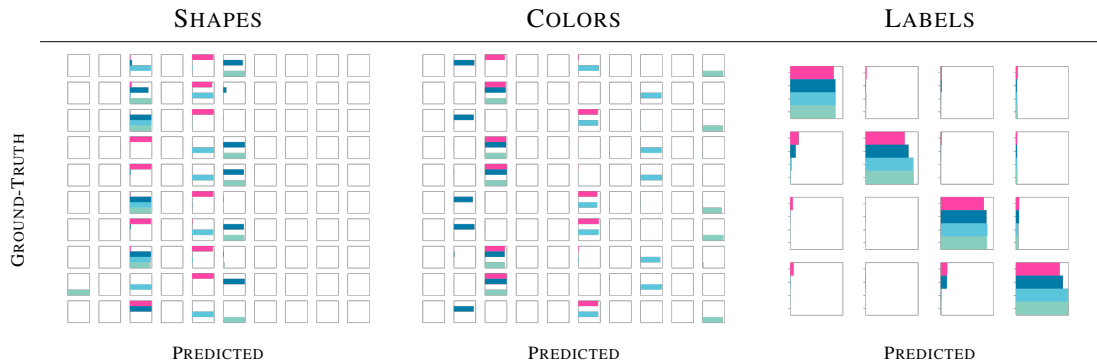 SHAPES
COLORS
LABELS
GROUND-TRUTH
PREDICTED
PREDICTED
PREDICTED